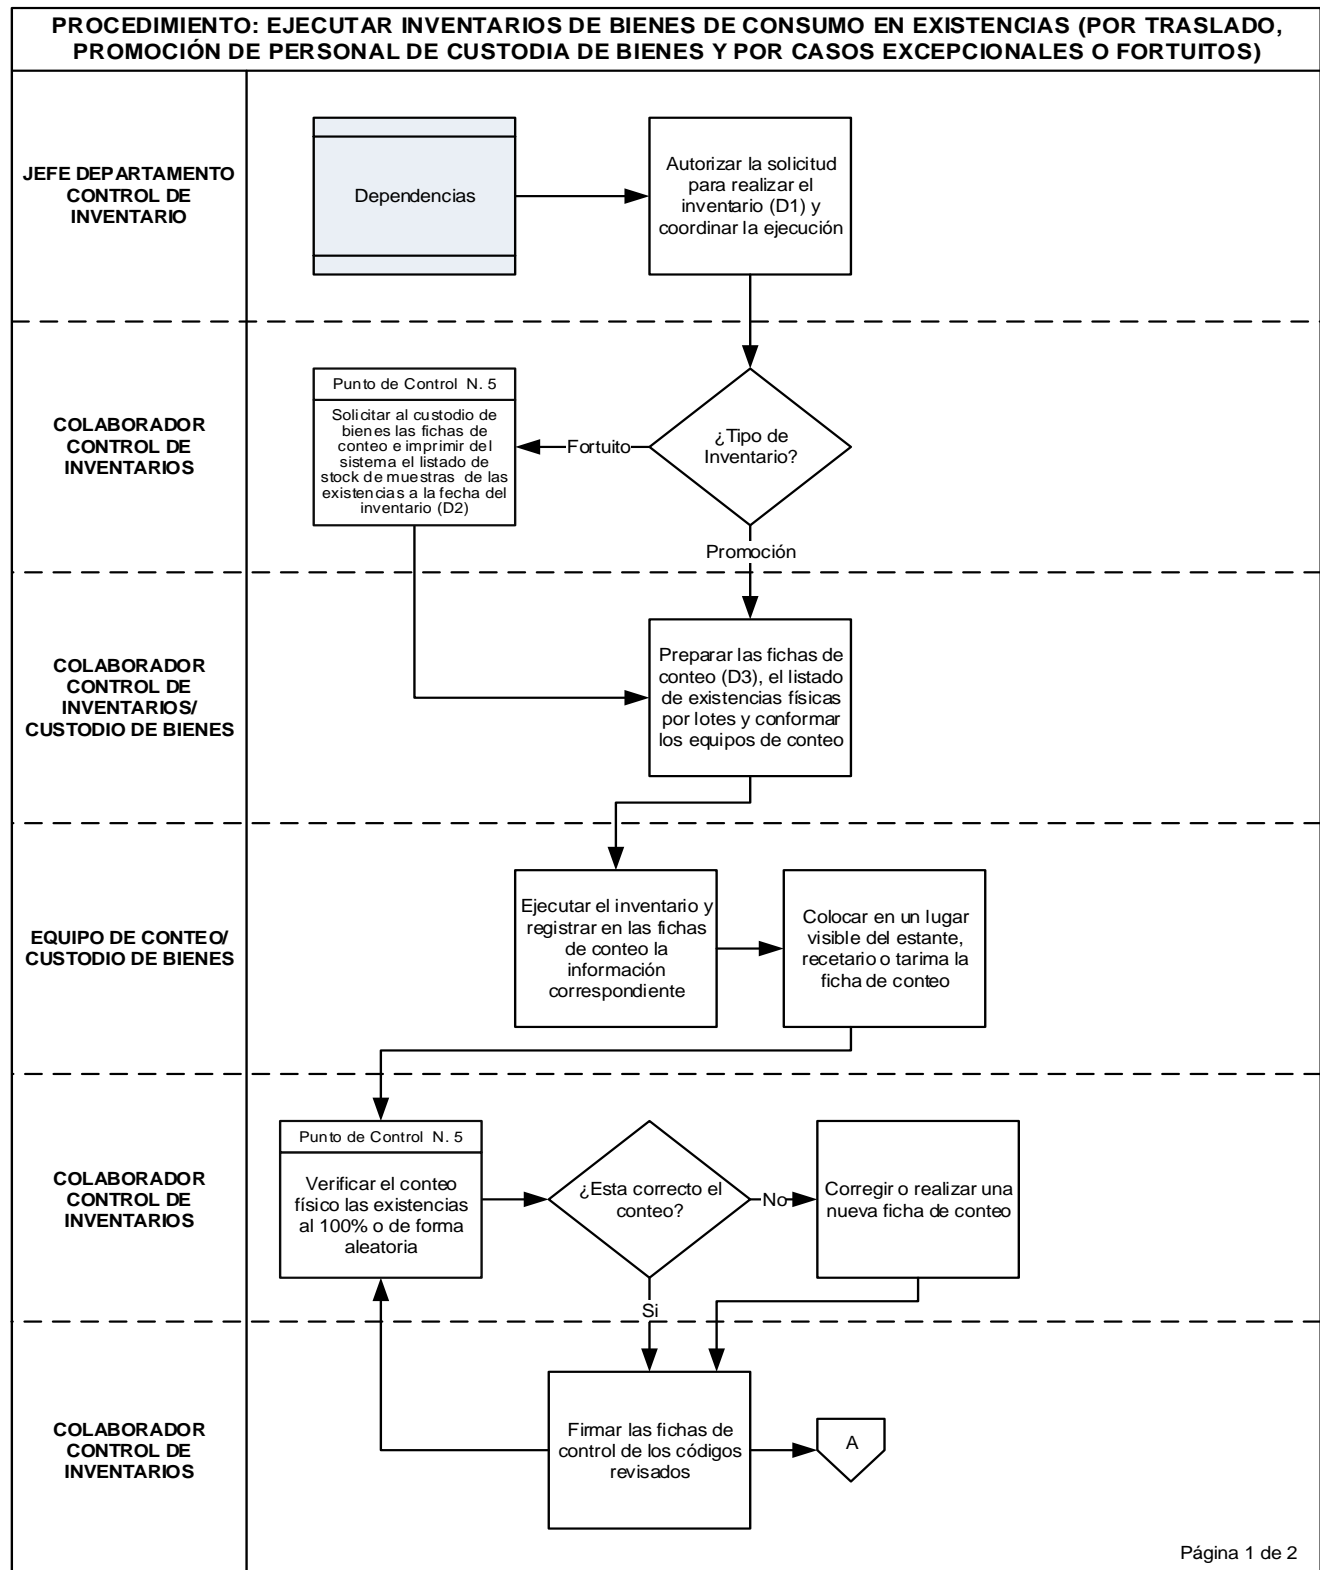 PROCEDIMIENTO: EJECUTAR INVENTARIOS DE BIENES DE CONSUMO EN EXISTENCIAS (POR TRASLADO,
PROMOCIÓN DE PERSONAL DE CUSTODIA DE BIENES Y POR CASOS EXCEPCIONALES O FORTUITOS)
JEFE DEPARTAMENTO
CONTROL DE
INVENTARIO
Dependencias
Autorizar la solicitud
para realizar el
inventario (D1) y
coordinar la ejecución
COLABORADOR
CONTROL DE
INVENTARIOS
Punto de Control N. 5
Solicitar al custodio de
bienes las fichas de
conteo e imprimir del
sistema el listado de
stock de muestras de las
existencias a la fecha del
inventario (D2)
Fortuito
¿Tipo de
Inventario?
Promoción
COLABORADOR
CONTROL DE
INVENTARIOS/
CUSTODIO DE BIENES
Preparar las fichas de
conteo (D3), el listado
de existencias físicas
por lotes y conformar
los equipos de conteo
EQUIPO DE CONTEO/
CUSTODIO DE BIENES
Ejecutar el inventario y
registrar en las fichas
de conteo la
información
correspondiente
Colocar en un lugar
visible del estante,
recetario o tarima la
ficha de conteo
COLABORADOR
CONTROL DE
INVENTARIOS
Punto de Control N. 5
Verificar el conteo
físico las existencias
al 100% o de forma
aleatoria
¿Esta correcto el
conteo?
No
Corregir o realizar una
nueva ficha de conteo
Si
COLABORADOR
CONTROL DE
INVENTARIOS
Firmar las fichas de
control de los códigos
revisados
A
Página 1 de 2